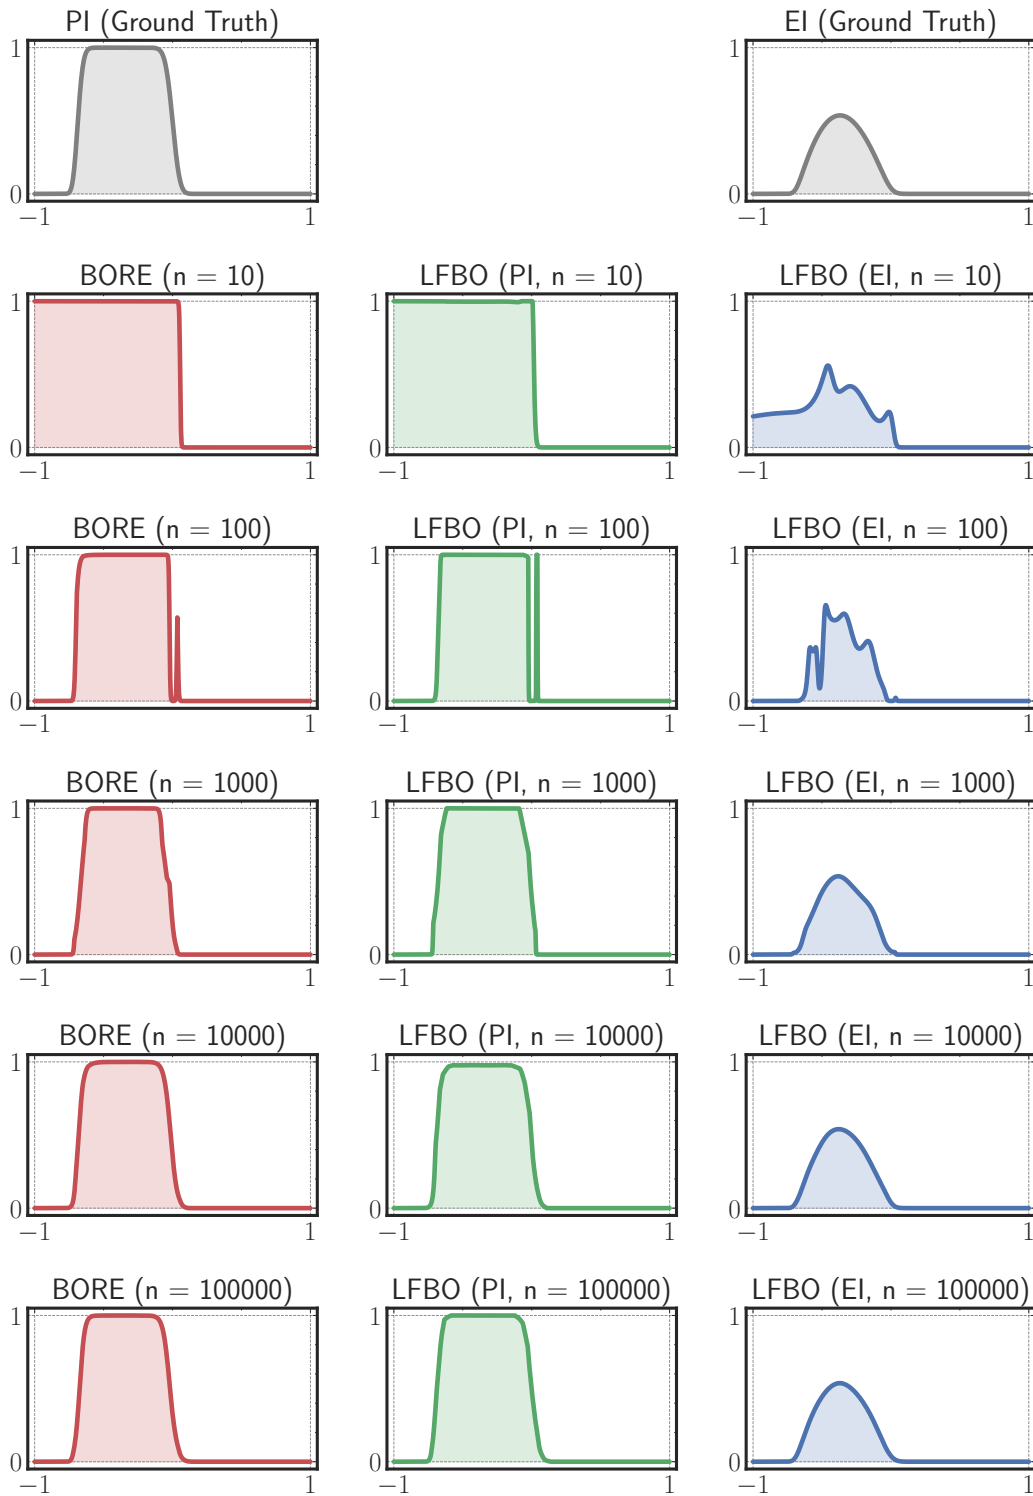 PI (Ground Truth) EI (Ground Truth)
1 1
0 0
−1 1 −1 1
BORE (n = 10) LFBO (PI, n = 10) LFBO (EI, n = 10)
1 1 1
0 0 0
−1 1 −1 1 −1 1
BORE (n = 100) LFBO (PI, n = 100) LFBO (EI, n = 100)
1 1 1
0 0 0
−1 1 −1 1 −1 1
BORE (n = 1000) LFBO (PI, n = 1000) LFBO (EI, n = 1000)
1 1 1
0 0 0
−1 1 −1 1 −1 1
BORE (n = 10000) LFBO (PI, n = 10000) LFBO (EI, n = 10000)
1 1 1
0 0 0
−1 1 −1 1 −1 1
BORE (n = 100000) LFBO (PI, n = 100000) LFBO (EI, n = 100000)
1 1 1
0 0 0
−1 1 −1 1 −1 1